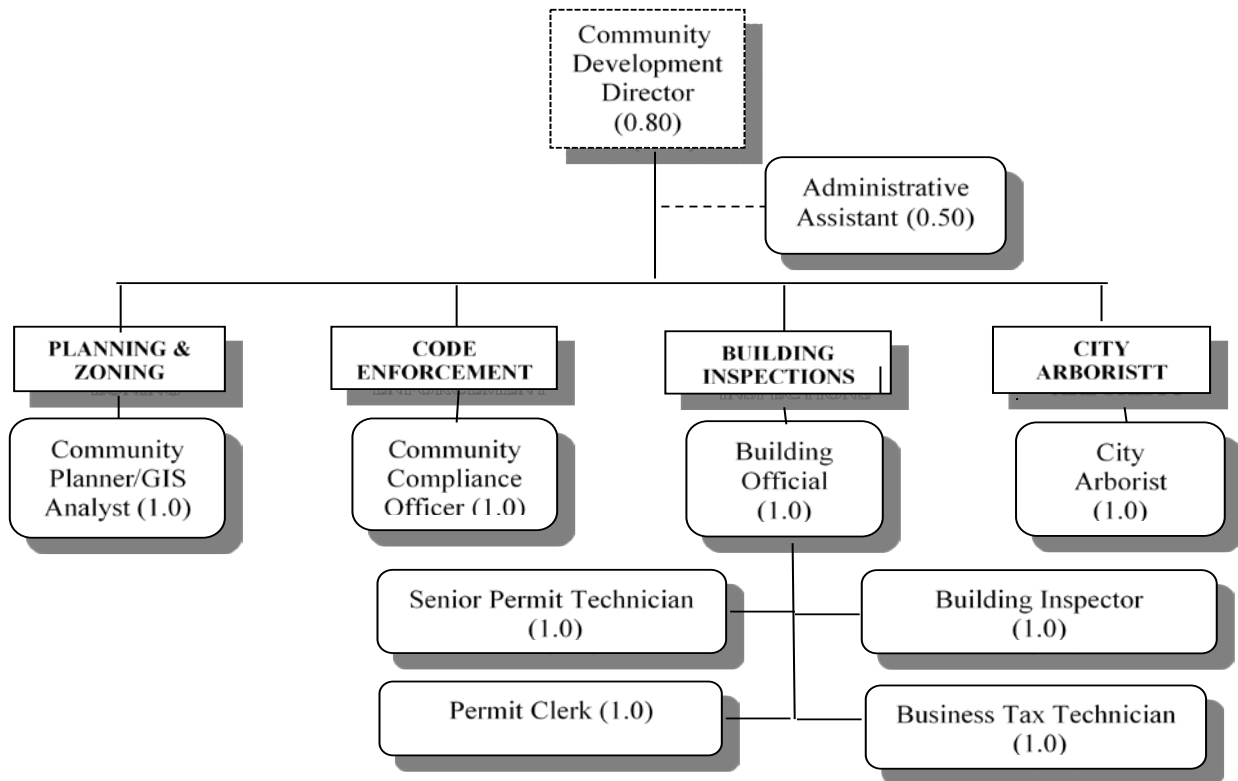 Community
Development
Director
(0.80)
Administrative
Assistant (0.50)
PLANNING &
ZONING
CODE
ENFORCEMENT
BUILDING
INSPECTIONS
CITY
ARBORISTT
Community
Planner/GIS
Analyst (1.0)
Community
Compliance
Officer (1.0)
Building
Official
(1.0)
City
Arborist
(1.0)
Senior Permit Technician
(1.0)
Building Inspector
(1.0)
Permit Clerk (1.0)
Business Tax Technician
(1.0)